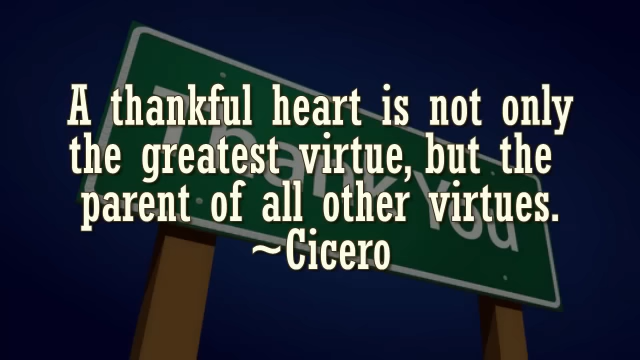 A thankful heart is not only
the greatest virtue, but the
parent of all other virtues.
~Cicero
Thank You